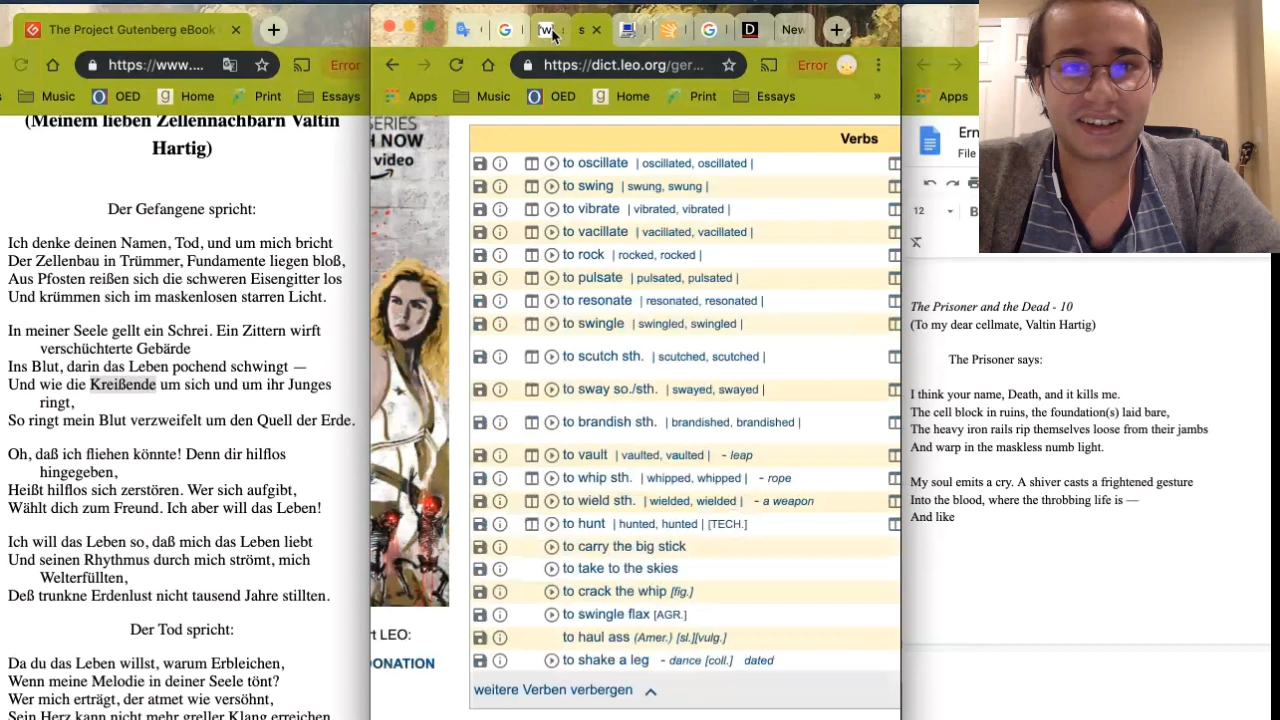 The Project Gutenberg eBook
New
https://www....
Error
https://dict.leo.org/ger...
Error
Music
OED
Home
Print
Essays
Apps
Music
OED
Home
Print
Essays
»
Apps
(Meinem lieben Zellennachbarn Valtin
Hartig)
Der Gefangene spricht:
Ich denke deinen Namen, Tod, und um mich bricht
Der Zellenbau in Trümmer, Fundamente liegen bloß,
Aus Pfosten reißen sich die schweren Eisengitter los
Und krümmen sich im maskenlosen starren Licht.
In meiner Seele gellt ein Schrei. Ein Zittern wirft
verschüchterte Gebärde
Ins Blut, darin das Leben pochend schwingt —
Und wie die Kreißende um sich und um ihr Junges
ringt,
So ringt mein Blut verzweifelt um den Quell der Erde.
Oh, daß ich fliehen könnte! Denn dir hilflos
hingegeben,
Heißt hilflos sich zerstören. Wer sich aufgibt,
Wählt dich zum Freund. Ich aber will das Leben!
Ich will das Leben so, daß mich das Leben liebt
Und seinen Rhythmus durch mich strömt, mich
Welterfüllten,
Deß trunkne Erdenlust nicht tausend Jahre stillten.
Der Tod spricht:
Da du das Leben willst, warum Erbleichen,
Wenn meine Melodie in deiner Seele tönt?
Wer mich erträgt, der atmet wie versöhnt,
Sein Herz kann nicht mehr greller Klang erreichen
SERIES
H NOW
video
rt LEO:
DONATION
Verbs
to oscillate | oscillated, oscillated |
to swing | swung, swung |
to vibrate | vibrated, vibrated |
to vacillate | vacillated, vacillated |
to rock | rocked, rocked |
to pulsate | pulsated, pulsated |
to resonate | resonated, resonated |
to swingle | swingled, swingled |
to scutch sth. | scutched, scutched |
to sway so./sth. | swayed, swayed |
to brandish sth. | brandished, brandished |
to vault | vaulted, vaulted | - leap
to whip sth. | whipped, whipped | - rope
to wield sth. | wielded, wielded | - a weapon
to hunt | hunted, hunted | [TECH.]
to carry the big stick
to take to the skies
to crack the whip [fig.]
to swingle flax [AGR.]
to haul ass (Amer.) [sl.][vulg.]
to shake a leg - dance [coll.] dated
weitere Verben verbergen
Ern
File
12
B
The Prisoner and the Dead - 10
(To my dear cellmate, Valtin Hartig)
The Prisoner says:
I think your name, Death, and it kills me.
The cell block in ruins, the foundation(s) laid bare,
The heavy iron rails rip themselves loose from their jambs
And warp in the maskless numb light.
My soul emits a cry. A shiver casts a frightened gesture
Into the blood, where the throbbing life is —
And like